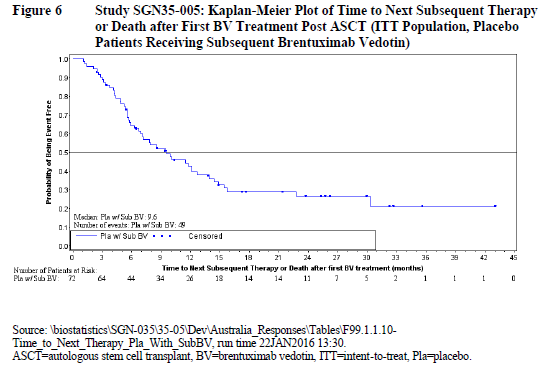 Figure 6 Study SGN35-005: Kaplan-Meier Plot of Time to Next Subsequent Therapy
or Death after First BV Treatment Post ASCT (ITT Population, Placebo
Patients Receiving Subsequent Brentuximab Vedotin)
Probability of Being Event Free
1.0
0.9
0.8
0.7
0.6
0.5
0.4
0.3
0.2
0.1
0.0
Median: Pla w/ Sub BV: 9.6
Number of events: Pla w/ Sub BV: 49
Pla w/ Sub BV Censored
0 3 6 9 12 15 18 21 24 27 30 33 36 39 42 45
Time to Next Subsequent Therapy or Death after first BV treatment (months)
Number of Patients at Risk:
Pla w/ Sub BV: 72 64 44 34 26 18 14 14 11 7 5 2 1 1 1 0
Source: \biostatistics\SGN-035\35-05\Dev\Australia_Responses\Tables\F99.1.1.10-
Time_to_Next_Therapy_Pla_With_SubBV, run time 22JAN2016 13:30.
ASCT=autologous stem cell transplant, BV=brentuximab vedotin, ITT=intent-to-treat, Pla=placebo.